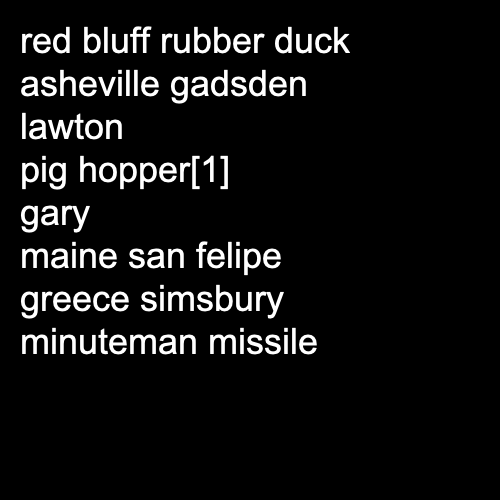 red bluff rubber duck
asheville gadsden
lawton
pig hopper[1]
gary
maine san felipe
greece simsbury
minuteman missile